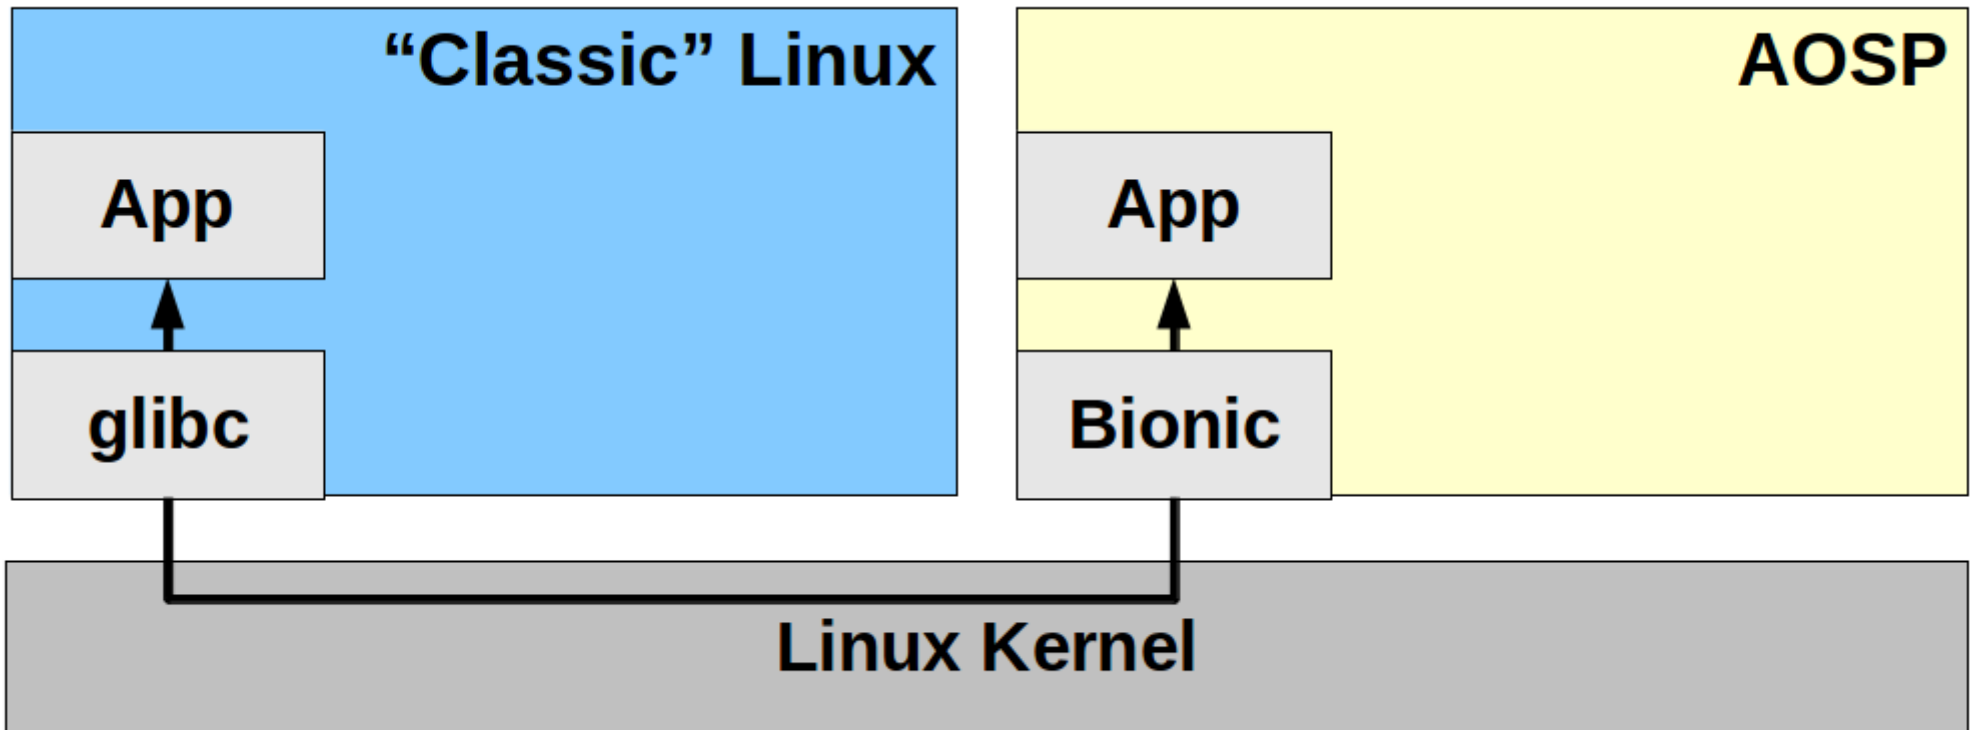 “Classic” Linux
App
glibc
AOSP
App
Bionic
Linux Kernel